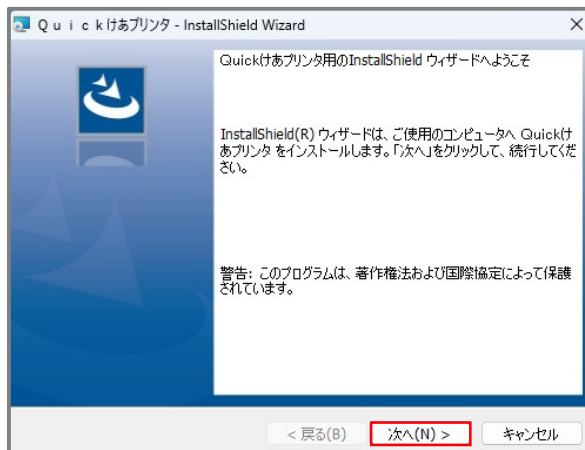 Ｑｕｉｃｋけあプリンタ - InstallShield Wizard
Quickけあプリンタ用のInstallShield ウィザードへようこそ
InstallShield(R) ウィザードは、ご使用のコンピュータへ Quickけ
あプリンタ をインストールします。「次へ」をクリックして、続行してくだ
さい。
警告: このプログラムは、著作権法および国際協定によって保護
されています。
< 戻る(B)
次へ(N) >
キャンセル